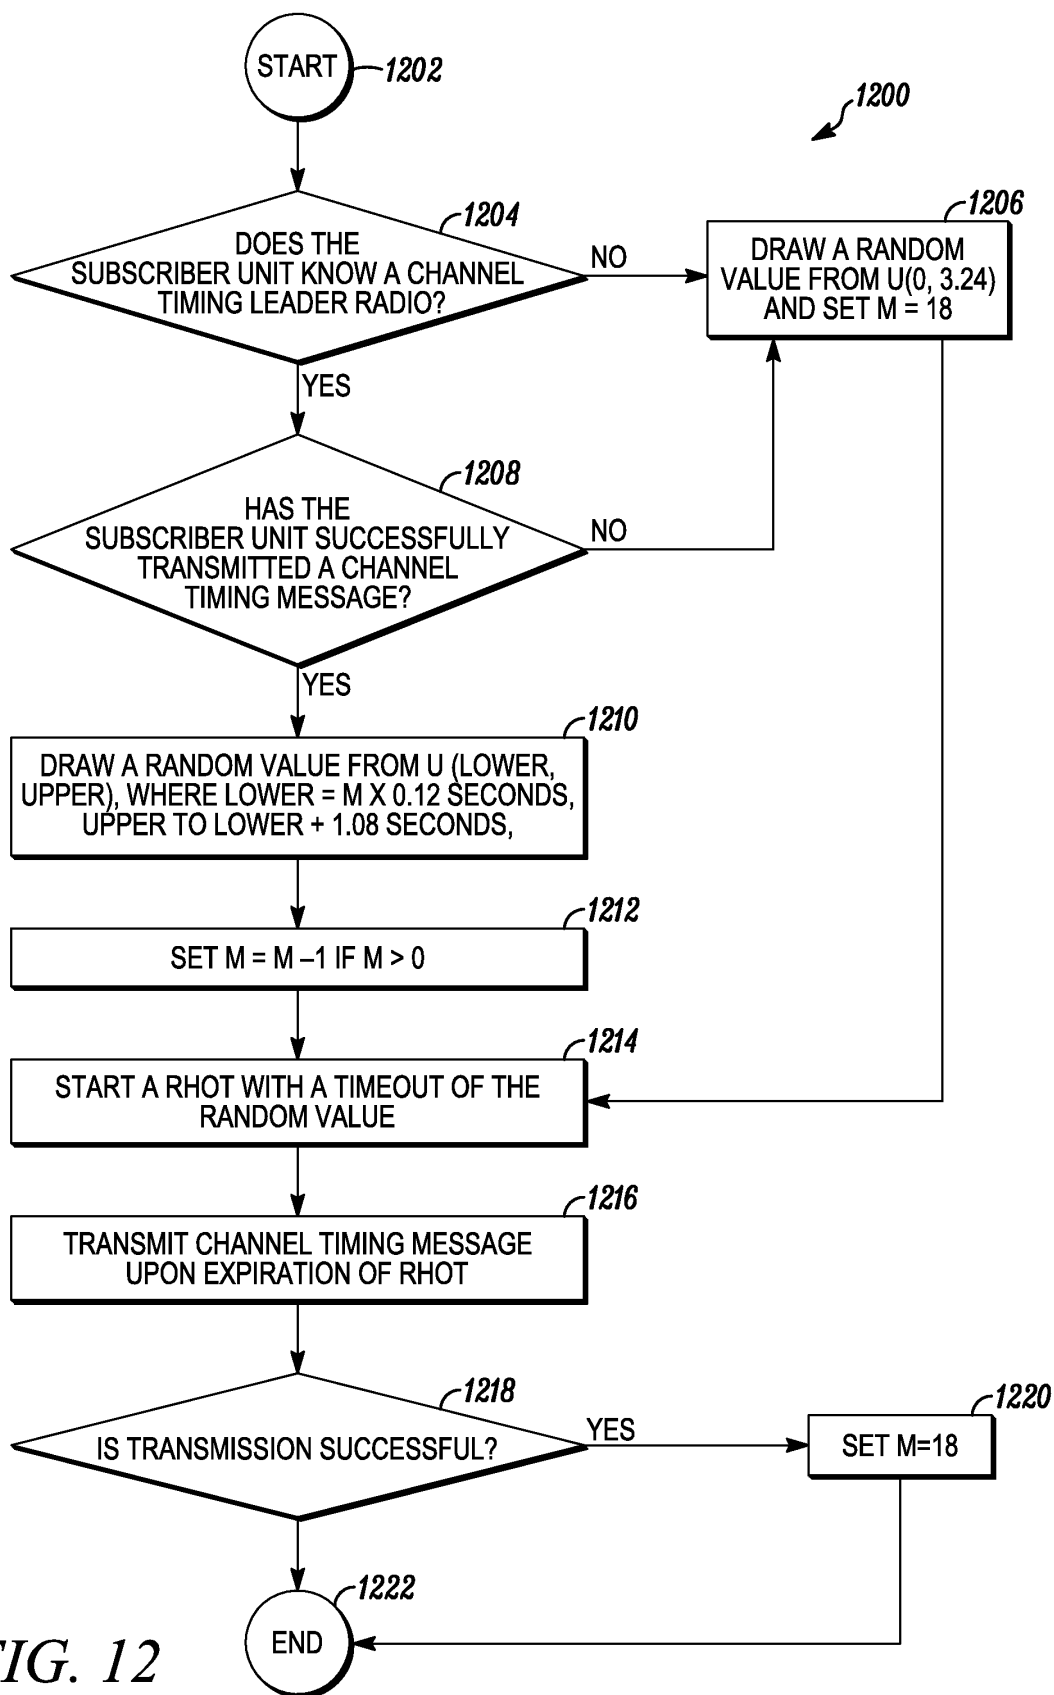 START
1202
1200
1204
DOES THE
SUBSCRIBER UNIT KNOW A CHANNEL
TIMING LEADER RADIO?
NO
1206
DRAW A RANDOM
VALUE FROM U(0, 3.24)
AND SET M = 18
YES
1208
HAS THE
SUBSCRIBER UNIT SUCCESSFULLY
TRANSMITTED A CHANNEL
TIMING MESSAGE?
NO
YES
1210
DRAW A RANDOM VALUE FROM U (LOWER,
UPPER), WHERE LOWER = M X 0.12 SECONDS,
UPPER TO LOWER + 1.08 SECONDS,
1212
SET M = M –1 IF M > 0
1214
START A RHOT WITH A TIMEOUT OF THE
RANDOM VALUE
1216
TRANSMIT CHANNEL TIMING MESSAGE
UPON EXPIRATION OF RHOT
1218
IS TRANSMISSION SUCCESSFUL?
YES
1220
SET M=18
1222
END
FIG. 12